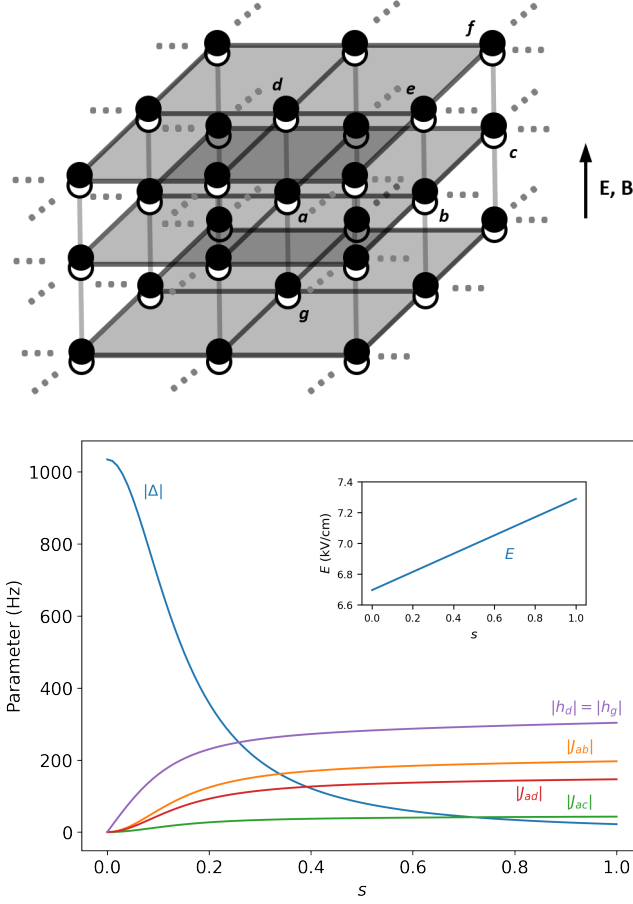 f
d
e
c
E, B
a
b
g
1000
800
600
400
200
0
Parameter (Hz)
|Δ|
7.4
7.2
7.0
6.8
6.6
E (kV/cm)
E
0.0 0.2 0.4 0.6 0.8 1.0
s
|h_d| = |h_g|
|J_ab|
|J_ad|
|J_ac|
0.0 0.2 0.4 0.6 0.8 1.0
s